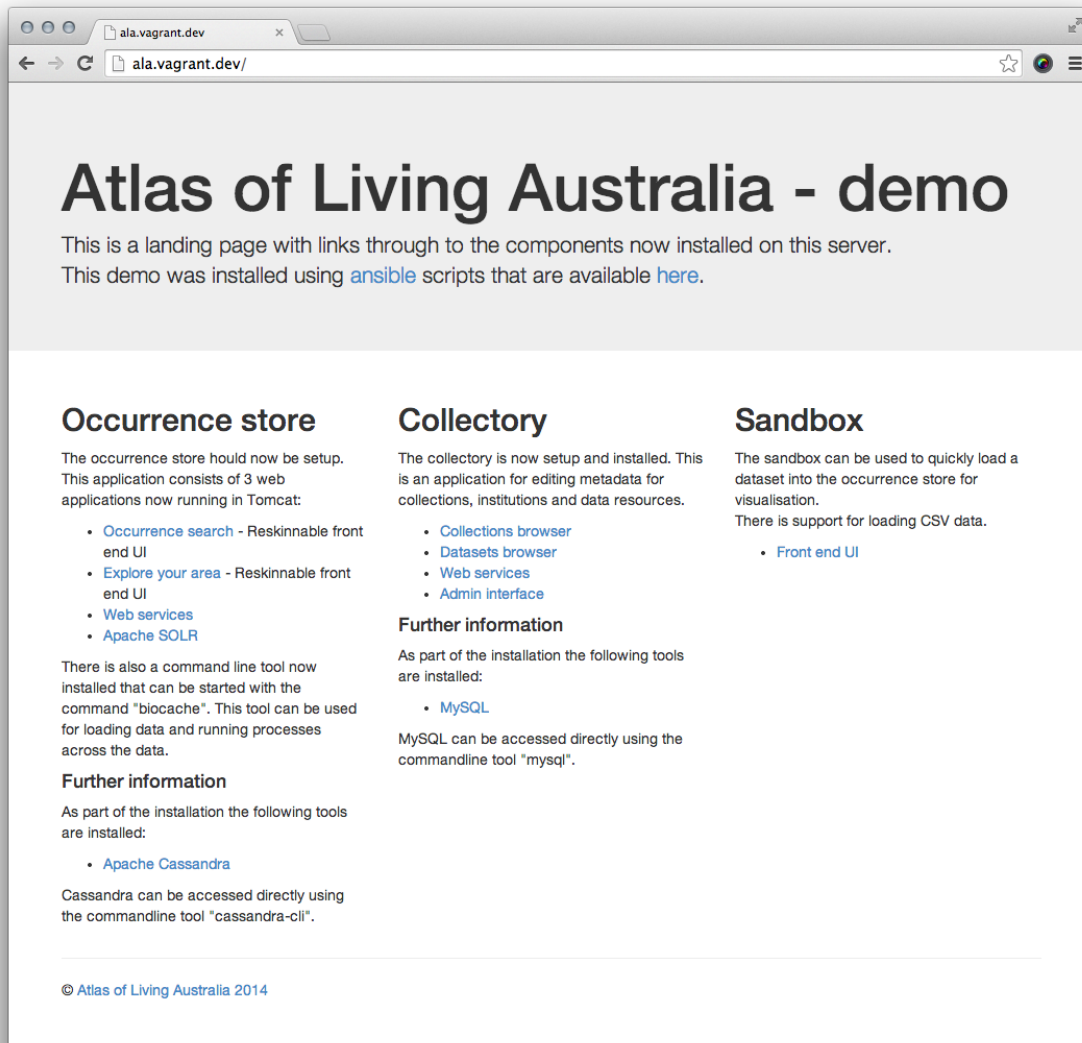 ala.vagrant.dev
ala.vagrant.dev/
Atlas of Living Australia - demo
This is a landing page with links through to the components now installed on this server.
This demo was installed using ansible scripts that are available here.
Occurrence store
The occurrence store hould now be setup.
This application consists of 3 web
applications now running in Tomcat:
• Occurrence search - Reskinnable front
end UI
• Explore your area - Reskinnable front
end UI
• Web services
• Apache SOLR
There is also a command line tool now
installed that can be started with the
command "biocache". This tool can be used
for loading data and running processes
across the data.
Further information
As part of the installation the following tools
are installed:
• Apache Cassandra
Cassandra can be accessed directly using
the commandline tool "cassandra-cli".
Collectory
The collectory is now setup and installed. This
is an application for editing metadata for
collections, institutions and data resources.
• Collections browser
• Datasets browser
• Web services
• Admin interface
Further information
As part of the installation the following tools
are installed:
• MySQL
MySQL can be accessed directly using the
commandline tool "mysql".
Sandbox
The sandbox can be used to quickly load a
dataset into the occurrence store for
visualisation.
There is support for loading CSV data.
• Front end UI
© Atlas of Living Australia 2014